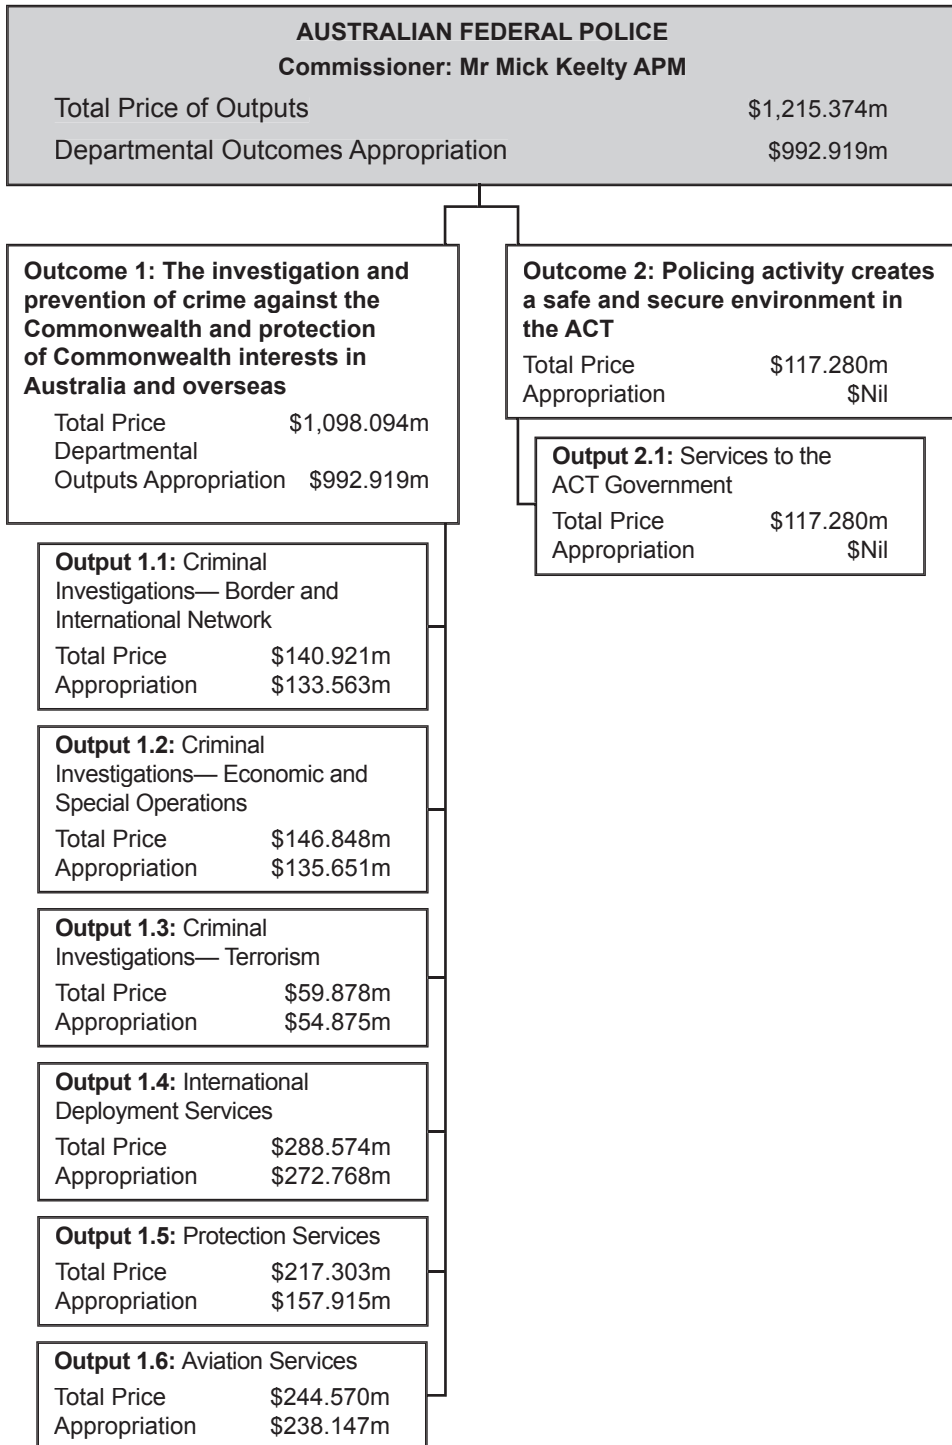 AUSTRALIAN FEDERAL POLICE
Commissioner: Mr Mick Keelty APM
Total Price of Outputs $1,215.374m
Departmental Outcomes Appropriation $992.919m
Outcome 1: The investigation and
prevention of crime against the
Commonwealth and protection
of Commonwealth interests in
Australia and overseas
Total Price $1,098.094m
Departmental
Outputs Appropriation $992.919m
Output 1.1: Criminal
Investigations— Border and
International Network
Total Price $140.921m
Appropriation $133.563m
Output 1.2: Criminal
Investigations— Economic and
Special Operations
Total Price $146.848m
Appropriation $135.651m
Output 1.3: Criminal
Investigations— Terrorism
Total Price $59.878m
Appropriation $54.875m
Output 1.4: International
Deployment Services
Total Price $288.574m
Appropriation $272.768m
Output 1.5: Protection Services
Total Price $217.303m
Appropriation $157.915m
Output 1.6: Aviation Services
Total Price $244.570m
Appropriation $238.147m
Outcome 2: Policing activity creates
a safe and secure environment in
the ACT
Total Price $117.280m
Appropriation $Nil
Output 2.1: Services to the
ACT Government
Total Price $117.280m
Appropriation $Nil